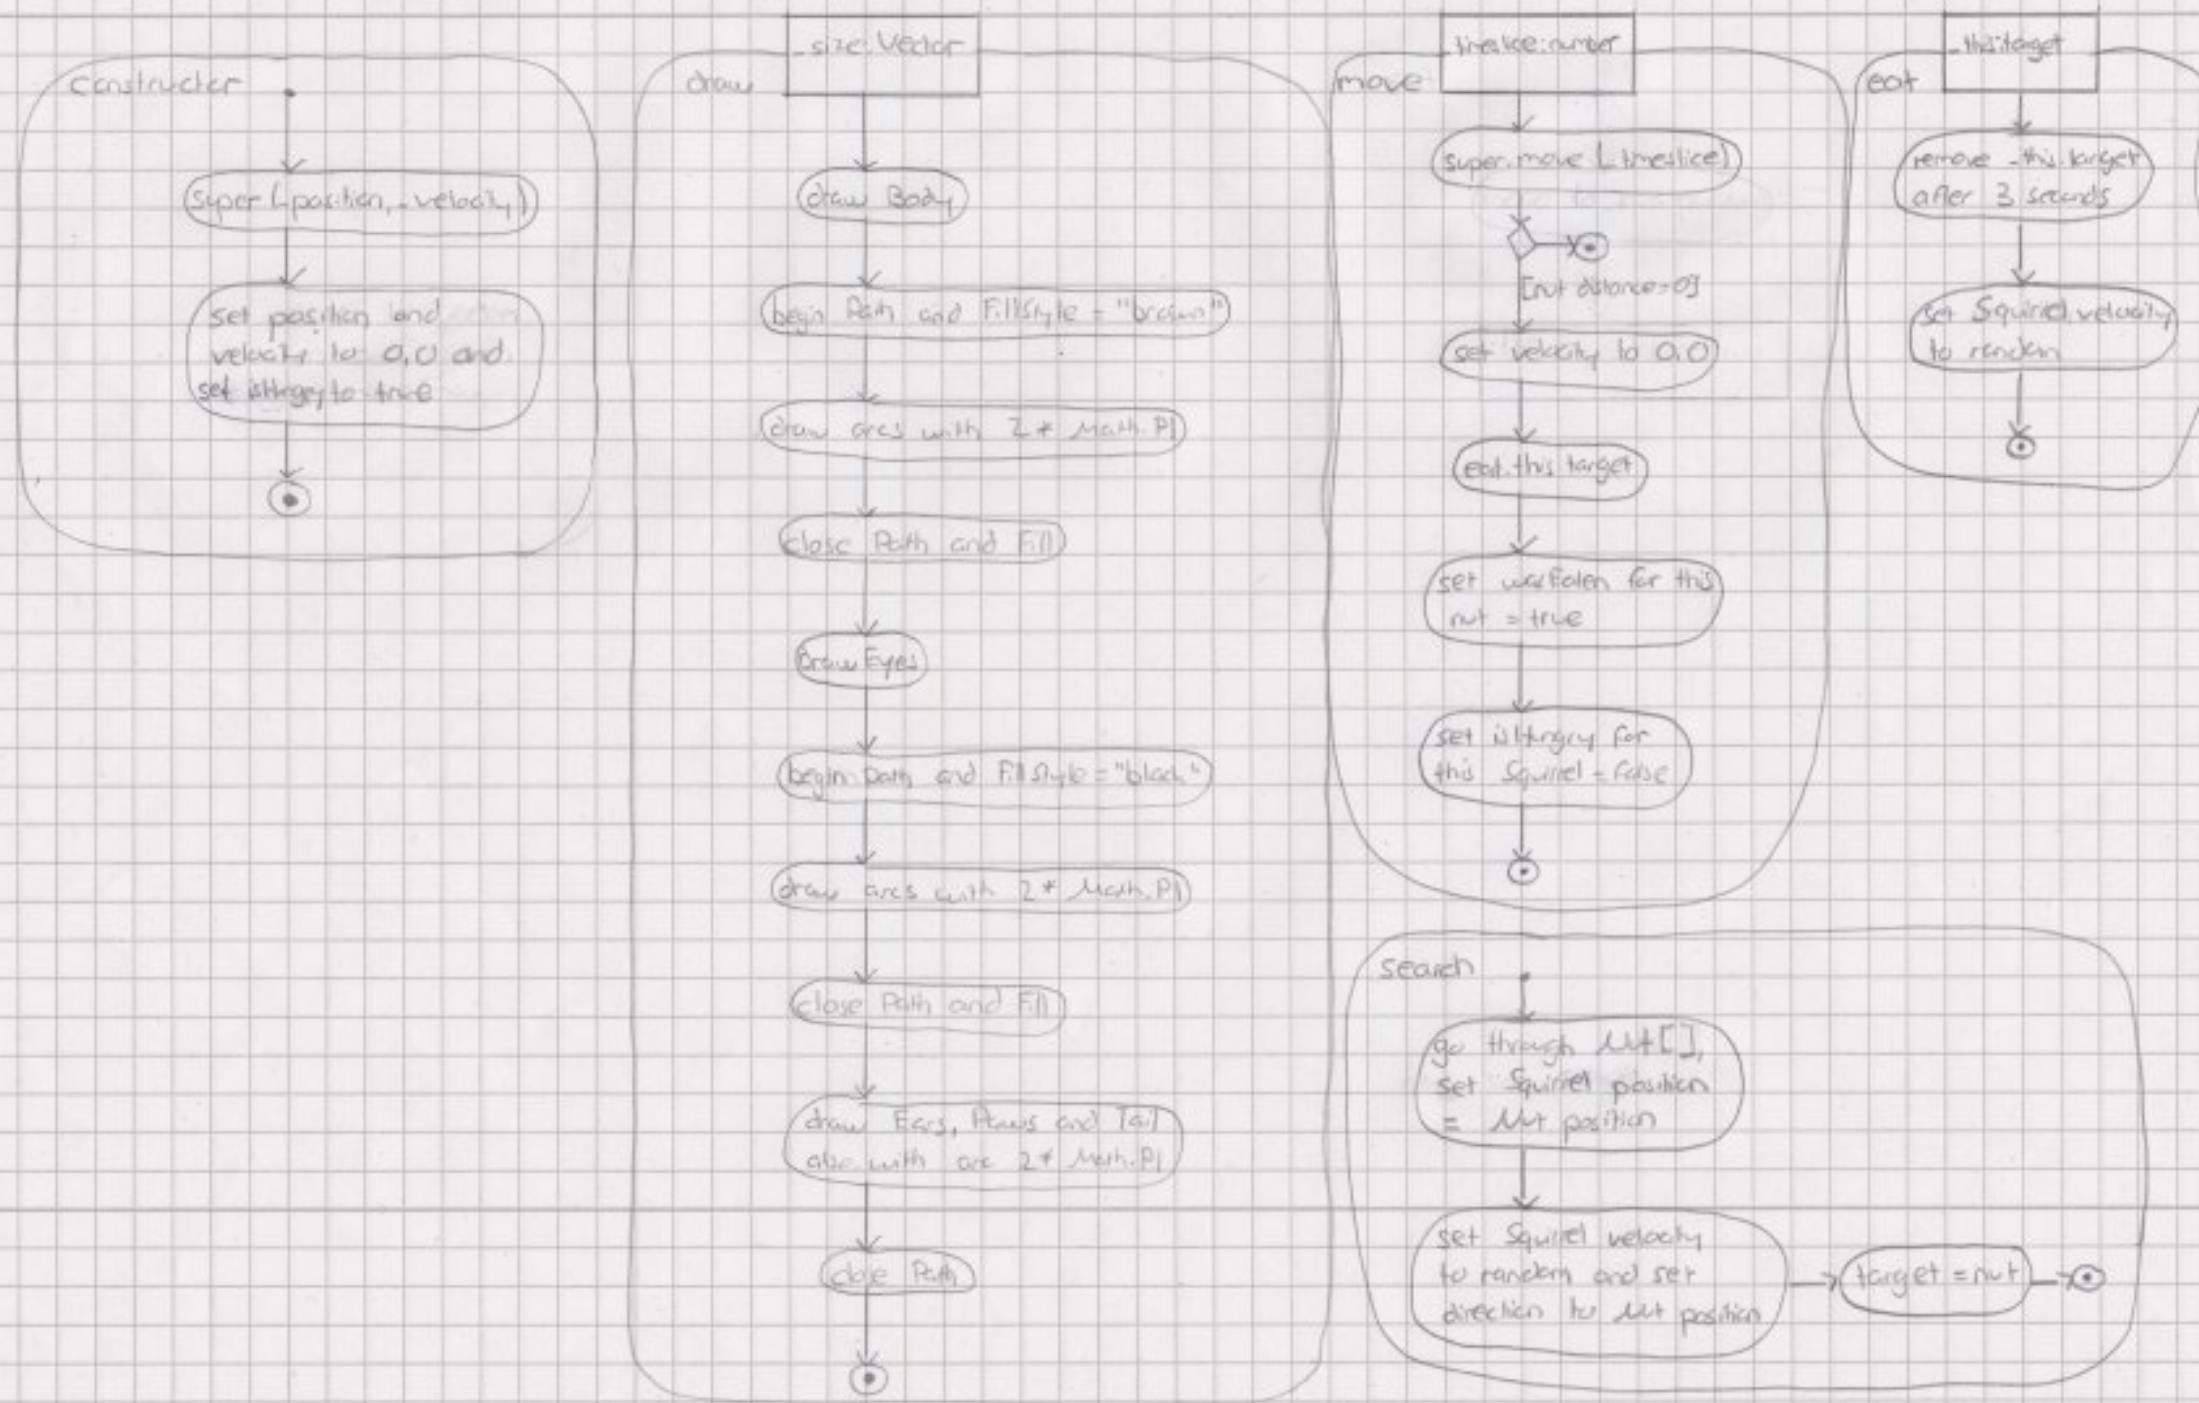 constructer
super (_position, _velocity)
set position and
velocity to 0,0 and
set isHungry to true
_size: Vector
draw
draw Body
begin Path and FillStyle = "brown"
draw arcs with 2 * Math.PI
close Path and Fill
Draw Eyes
begin Path and FillStyle = "black"
draw arcs with 2 * Math.PI
close Path and Fill
draw Ears, Paws and Tail
also with arc 2 * Math.PI
close Path
_timeslice: number
move
super.move (_timeslice)
[nut distance = 0]
set velocity to 0,0
eat.this target
set wasEaten for this
nut = true
set isHungry for
this Squirrel = false
_this.target
eat
remove _this.target
after 3 seconds
set Squirrel velocity
to random
search
go through Nut[],
set Squirrel position
= Nut position
set Squirrel velocity
to random and set
direction to Nut position
target = nut